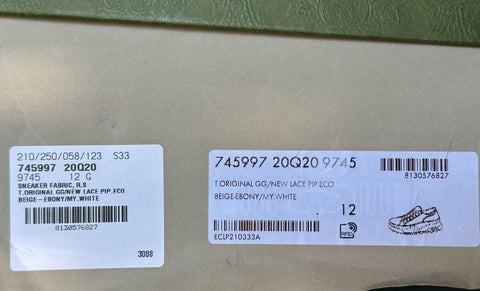 210/250/058/123 S33
745997 20Q20
9745 12 G
SNEAKER FABRIC, R.S
T.ORIGINAL GG/NEW LACE PIP.ECO
BEIGE-EBONY/MY.WHITE
8130576827
3088
745997 20Q20 9745
8130576827
T.ORIGINAL GG/NEW LACE PIP.ECO
BEIGE-EBONY/MY.WHITE
12
RFID
ECLP210333A